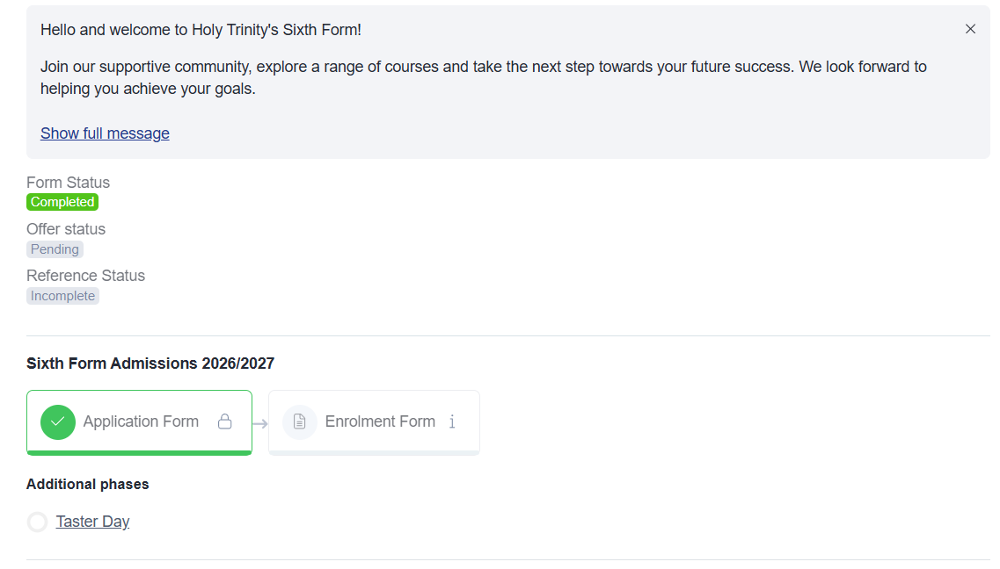 Hello and welcome to Holy Trinity's Sixth Form!
Join our supportive community, explore a range of courses and take the next step towards your future success. We look forward to
helping you achieve your goals.
Show full message
Form Status
Completed
Offer status
Pending
Reference Status
Incomplete
Sixth Form Admissions 2026/2027
Application Form
Enrolment Form
Additional phases
Taster Day